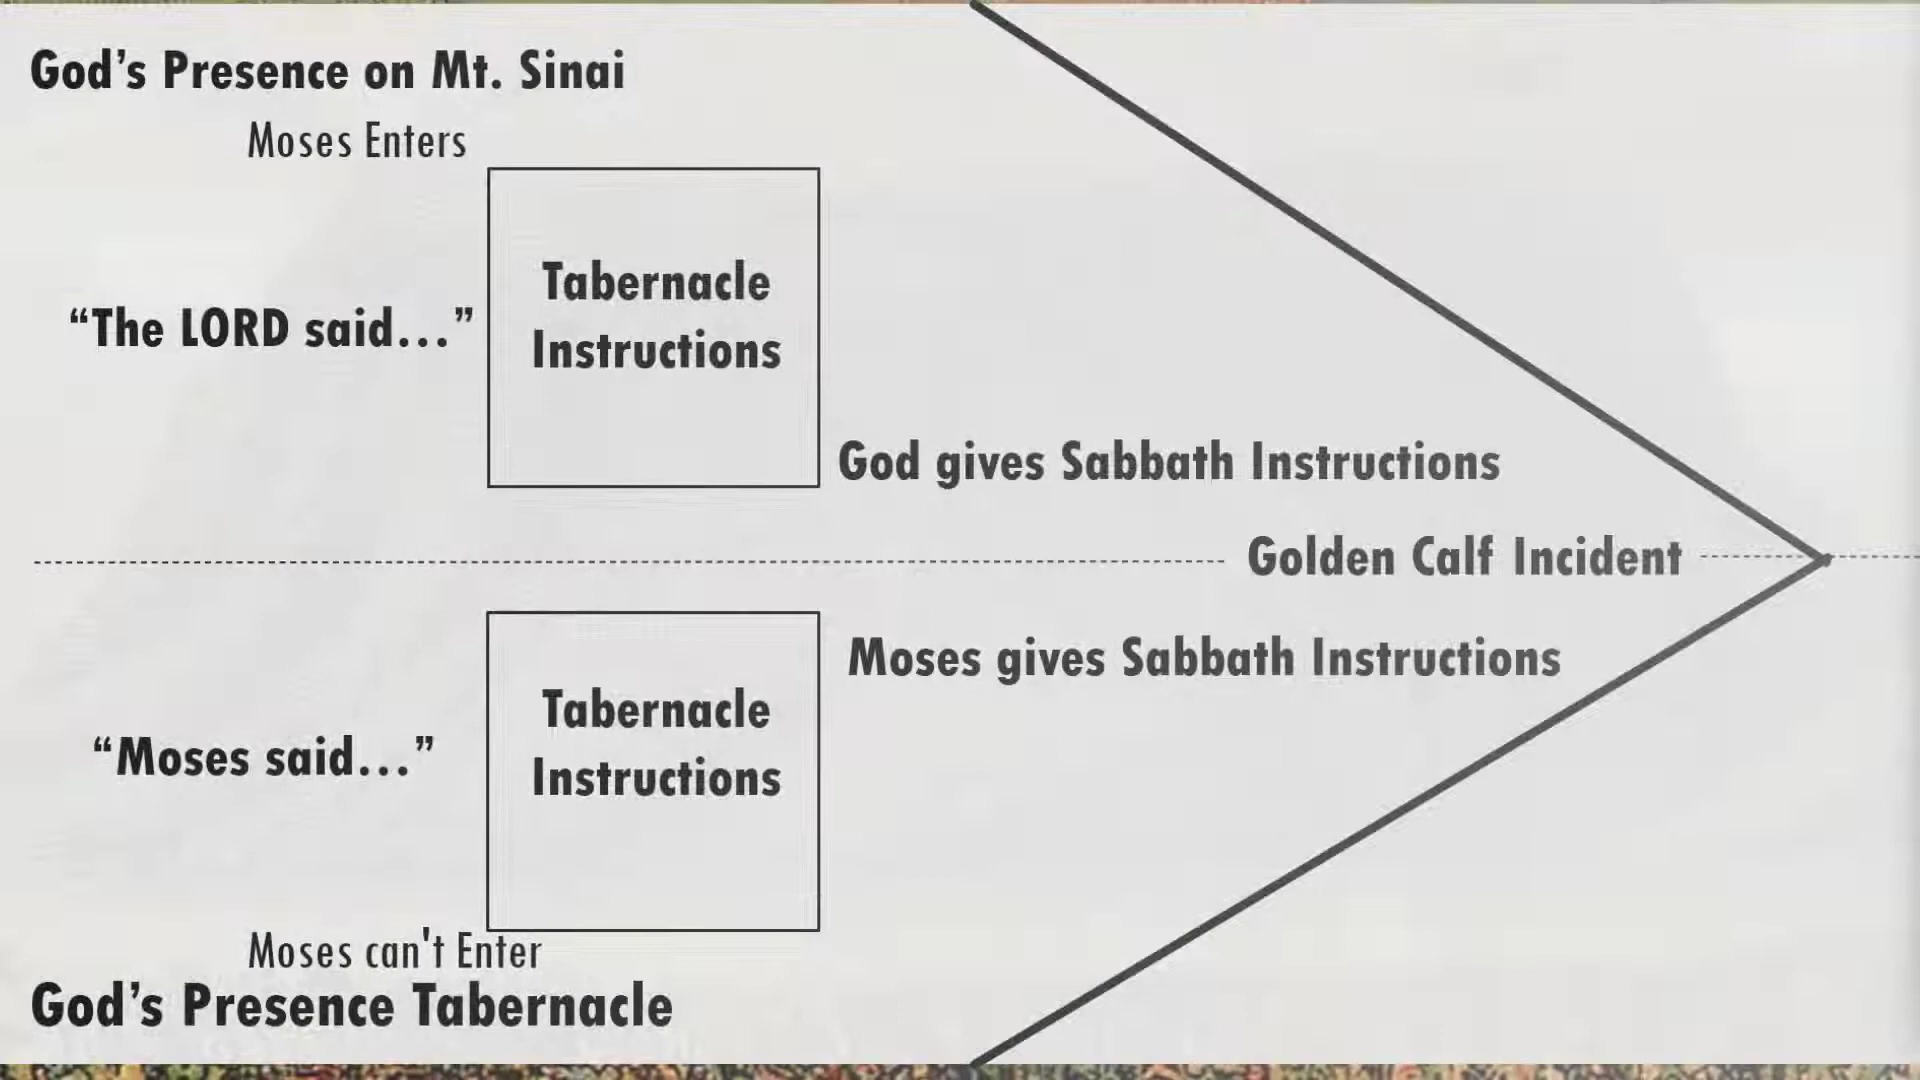 God’s Presence on Mt. Sinai
Moses Enters
“The LORD said...”
Tabernacle
Instructions
God gives Sabbath Instructions
Golden Calf Incident
Moses gives Sabbath Instructions
“Moses said...”
Tabernacle
Instructions
Moses can't Enter
God’s Presence Tabernacle